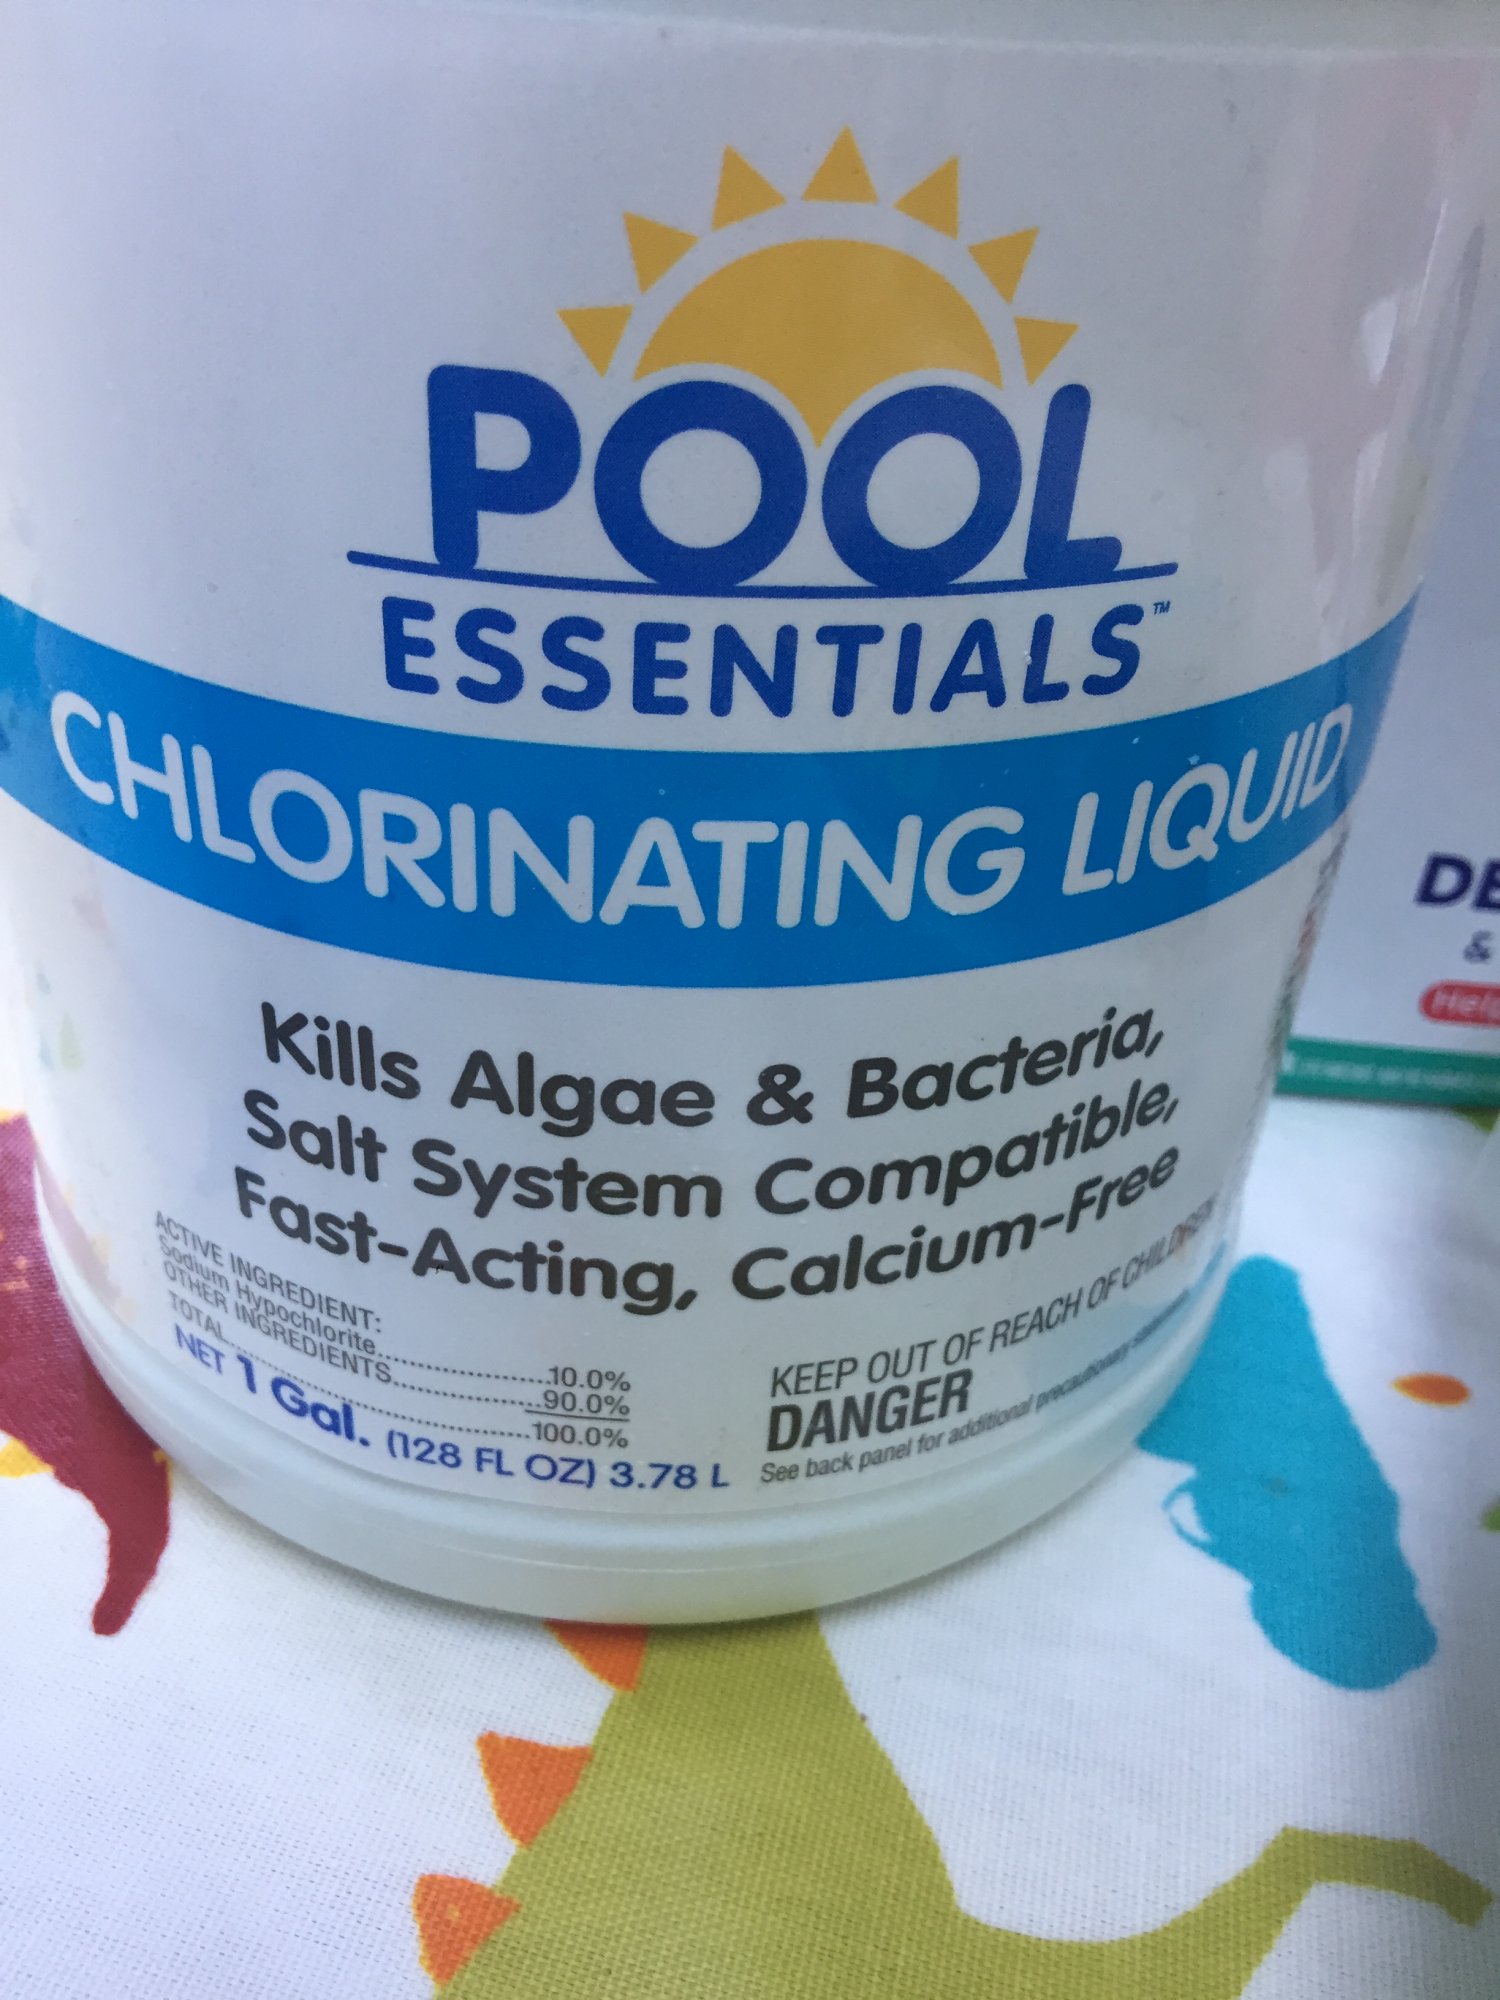 POOL
ESSENTIALS™
CHLORINATING LIQUID
Kills Algae & Bacteria,
Salt System Compatible,
Fast-Acting, Calcium-Free
ACTIVE INGREDIENT:
Sodium Hypochlorite..............10.0%
OTHER INGREDIENTS..............90.0%
TOTAL..............100.0%
NET 1 Gal. (128 FL OZ) 3.78 L
KEEP OUT OF REACH OF CHILDREN
DANGER
See back panel for additional precautionary
DE
&
Hel